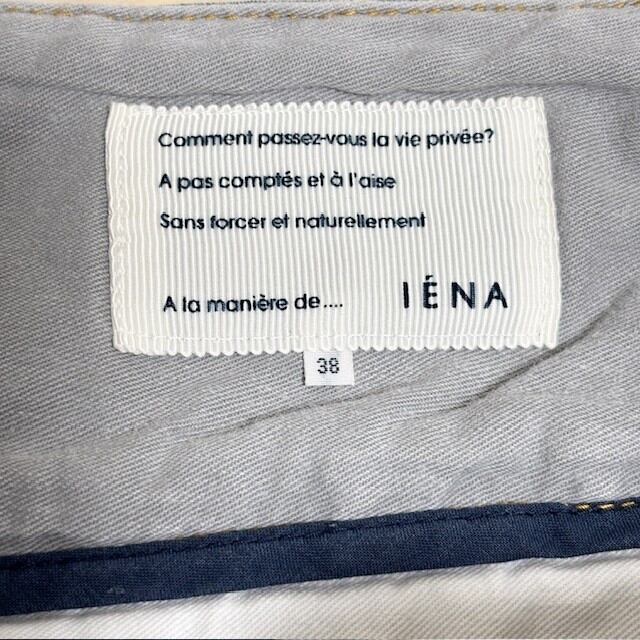 Comment passez-vous la vie privée?
A pas comptés et à l'aise
Sans forcer et naturellement
A la manière de.... IÉNA
38